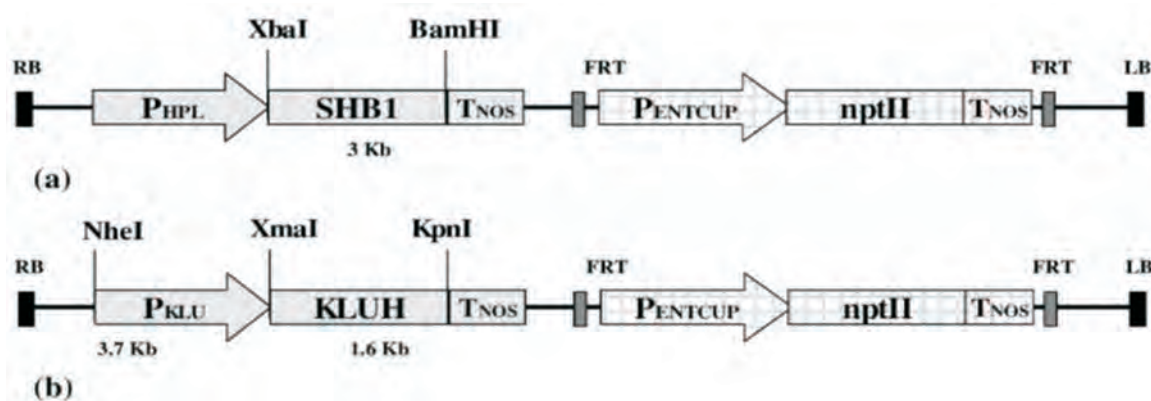 XbaI BamHI
RB FRT FRT LB
PHPL SHB1 TNOS PENTCUP nptII TNOS
3 Kb
(a)
NheI XmaI KpnI
RB FRT FRT LB
PKLU KLUH TNOS PENTCUP nptII TNOS
3.7 Kb 1.6 Kb
(b)